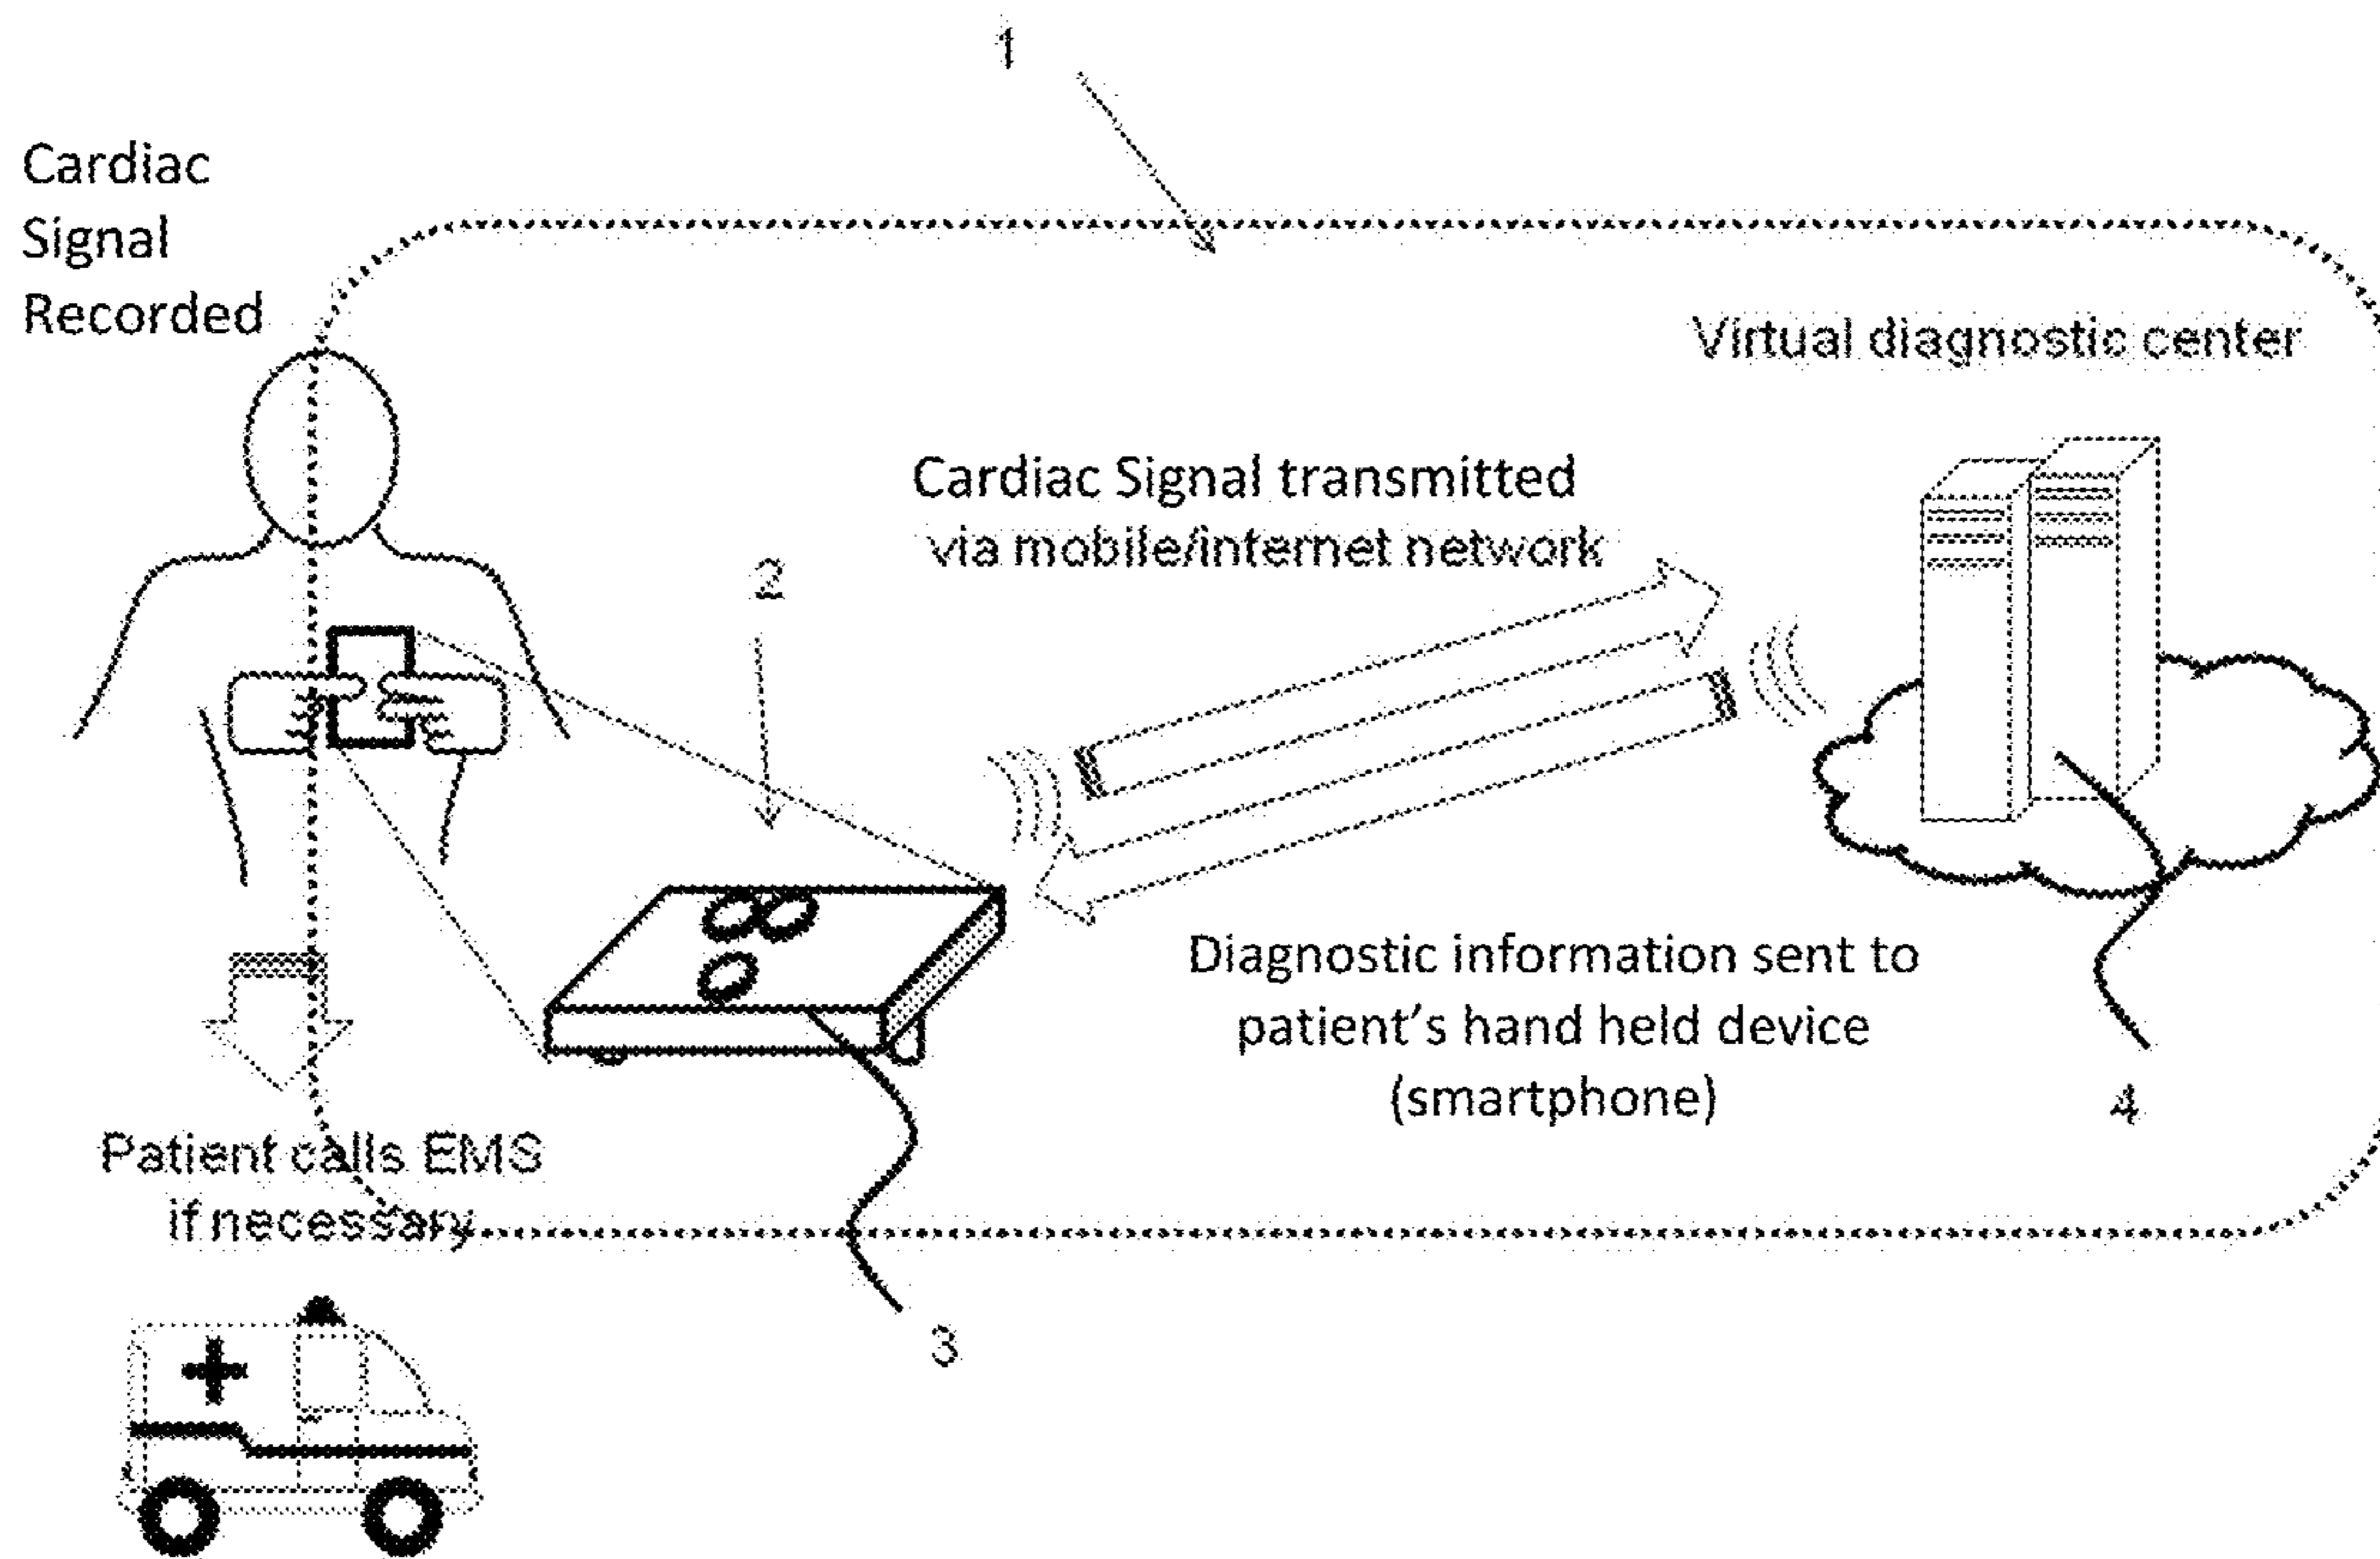 1
Cardiac
Signal
Recorded
Virtual diagnostic center
Cardiac Signal transmitted
via mobile/internet network
2
Diagnostic information sent to
patient's hand held device
(smartphone)
4
Patient calls EMS
if necessary
3